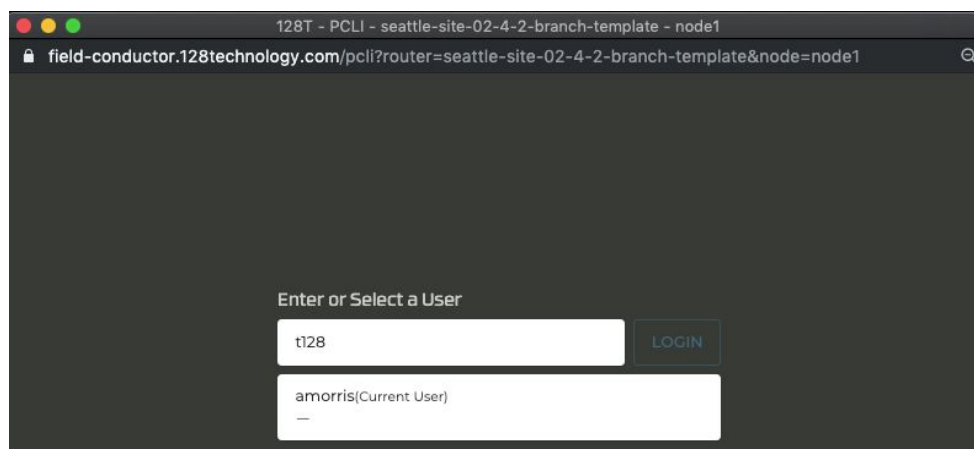 128T - PCLI - seattle-site-02-4-2-branch-template - node1
field-conductor.128technology.com/pcli?router=seattle-site-02-4-2-branch-template&node=node1
Enter or Select a User
t128 LOGIN
amorris(Current User)
—